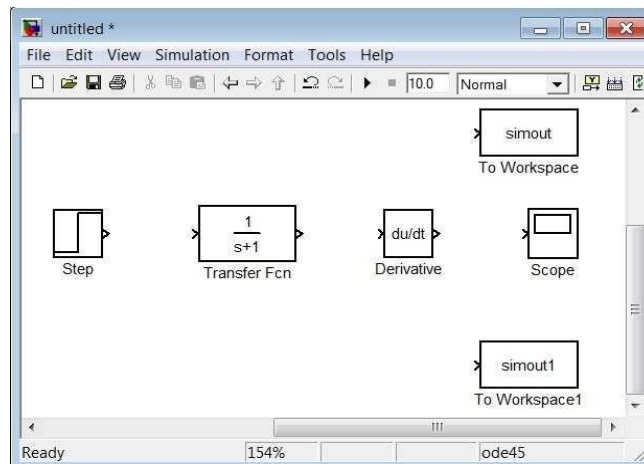 untitled *
File Edit View Simulation Format Tools Help
10.0 Normal
simout
To Workspace
Step
1
s+1
Transfer Fcn
du/dt
Derivative
Scope
simout1
To Workspace1
Ready 154% ode45